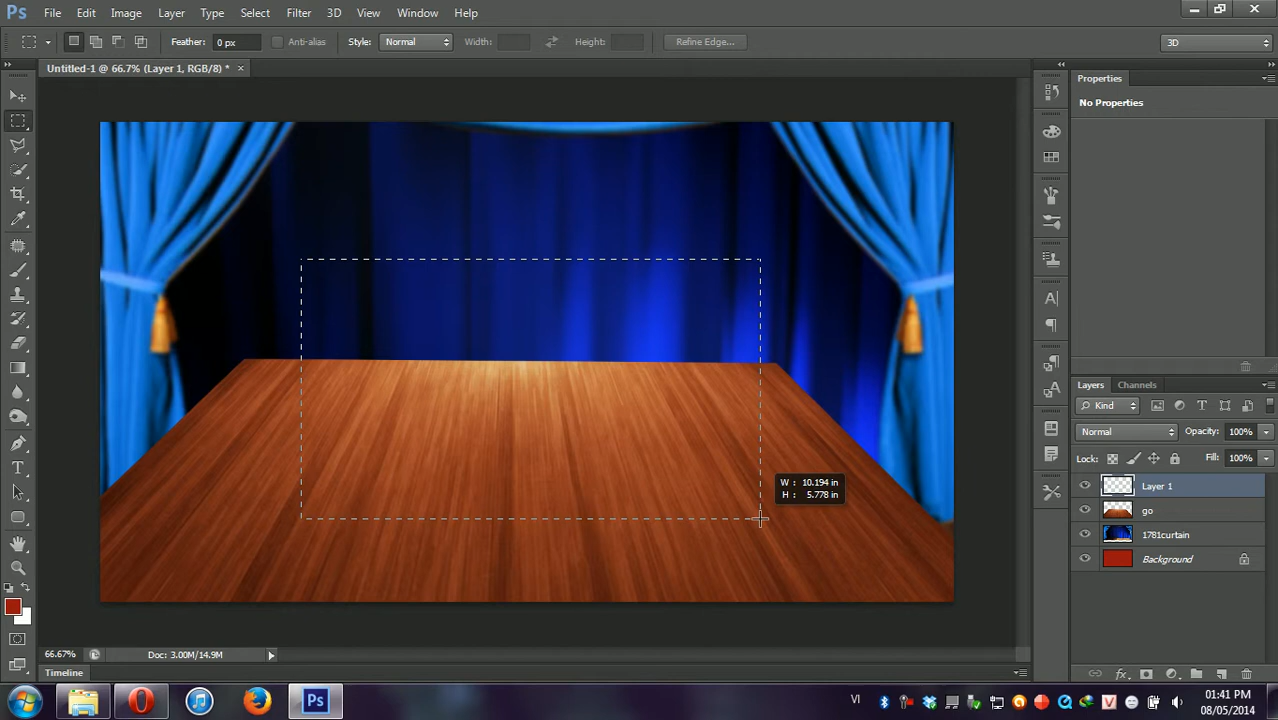 Ps File Edit Image Layer Type Select Filter 3D View Window Help
Feather: 0 px Anti-alias Style: Normal Width: Height: Refine Edge... 3D
Untitled-1 @ 66.7% (Layer 1, RGB/8) * ×
Properties
No Properties
W : 10.194 in
H : 5.778 in
Layers Channels
Kind
Normal Opacity: 100%
Lock: Fill: 100%
Layer 1
go
1781curtain
Background
66.67% Doc: 3.00M/14.9M
Timeline
Ps VI 01:41 PM
08/05/2014